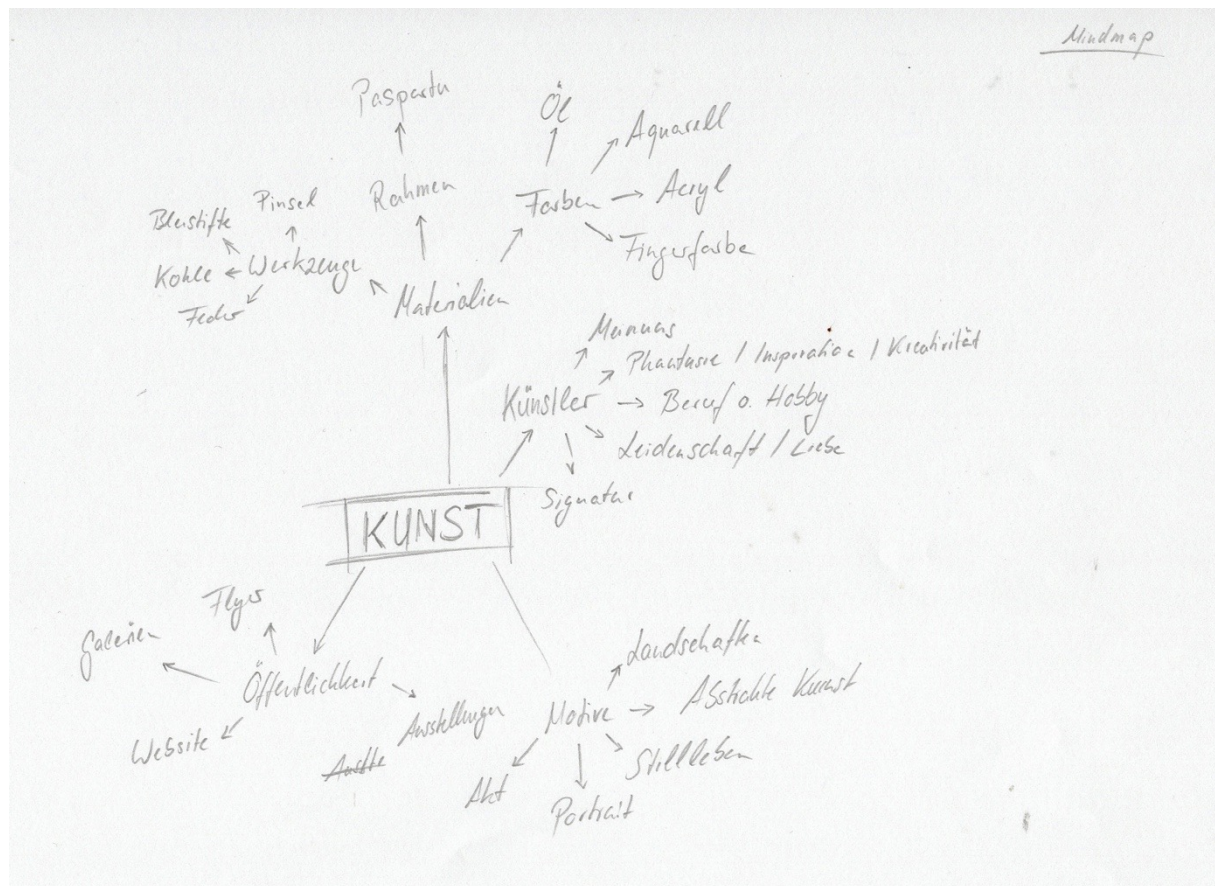 Mindmap
Paspartu
Öl
Aquarell
Pinsel
Rahmen
Farben
Acryl
Bleistifte
Fingerfarbe
Kohle
Werkzeuge
Feder
Materialien
Phantasie / Inspiration / Kreativität
Künstler
Beruf o. Hobby
Leidenschaft / Liebe
Signatur
KUNST
Flyer
Galerien
Landschaften
Öffentlichkeit
Abstrakte Kunst
Ausstellungen
Motive
Website
Stillleben
Akt
Portrait